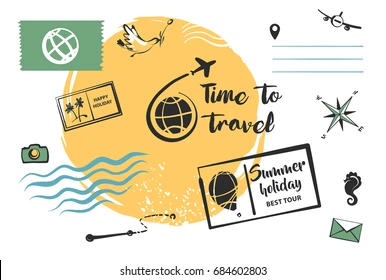 HAPPY
HOLIDAY
Time to
travel
Summer
holiday
BEST TOUR
shutterstock.com · 684602803